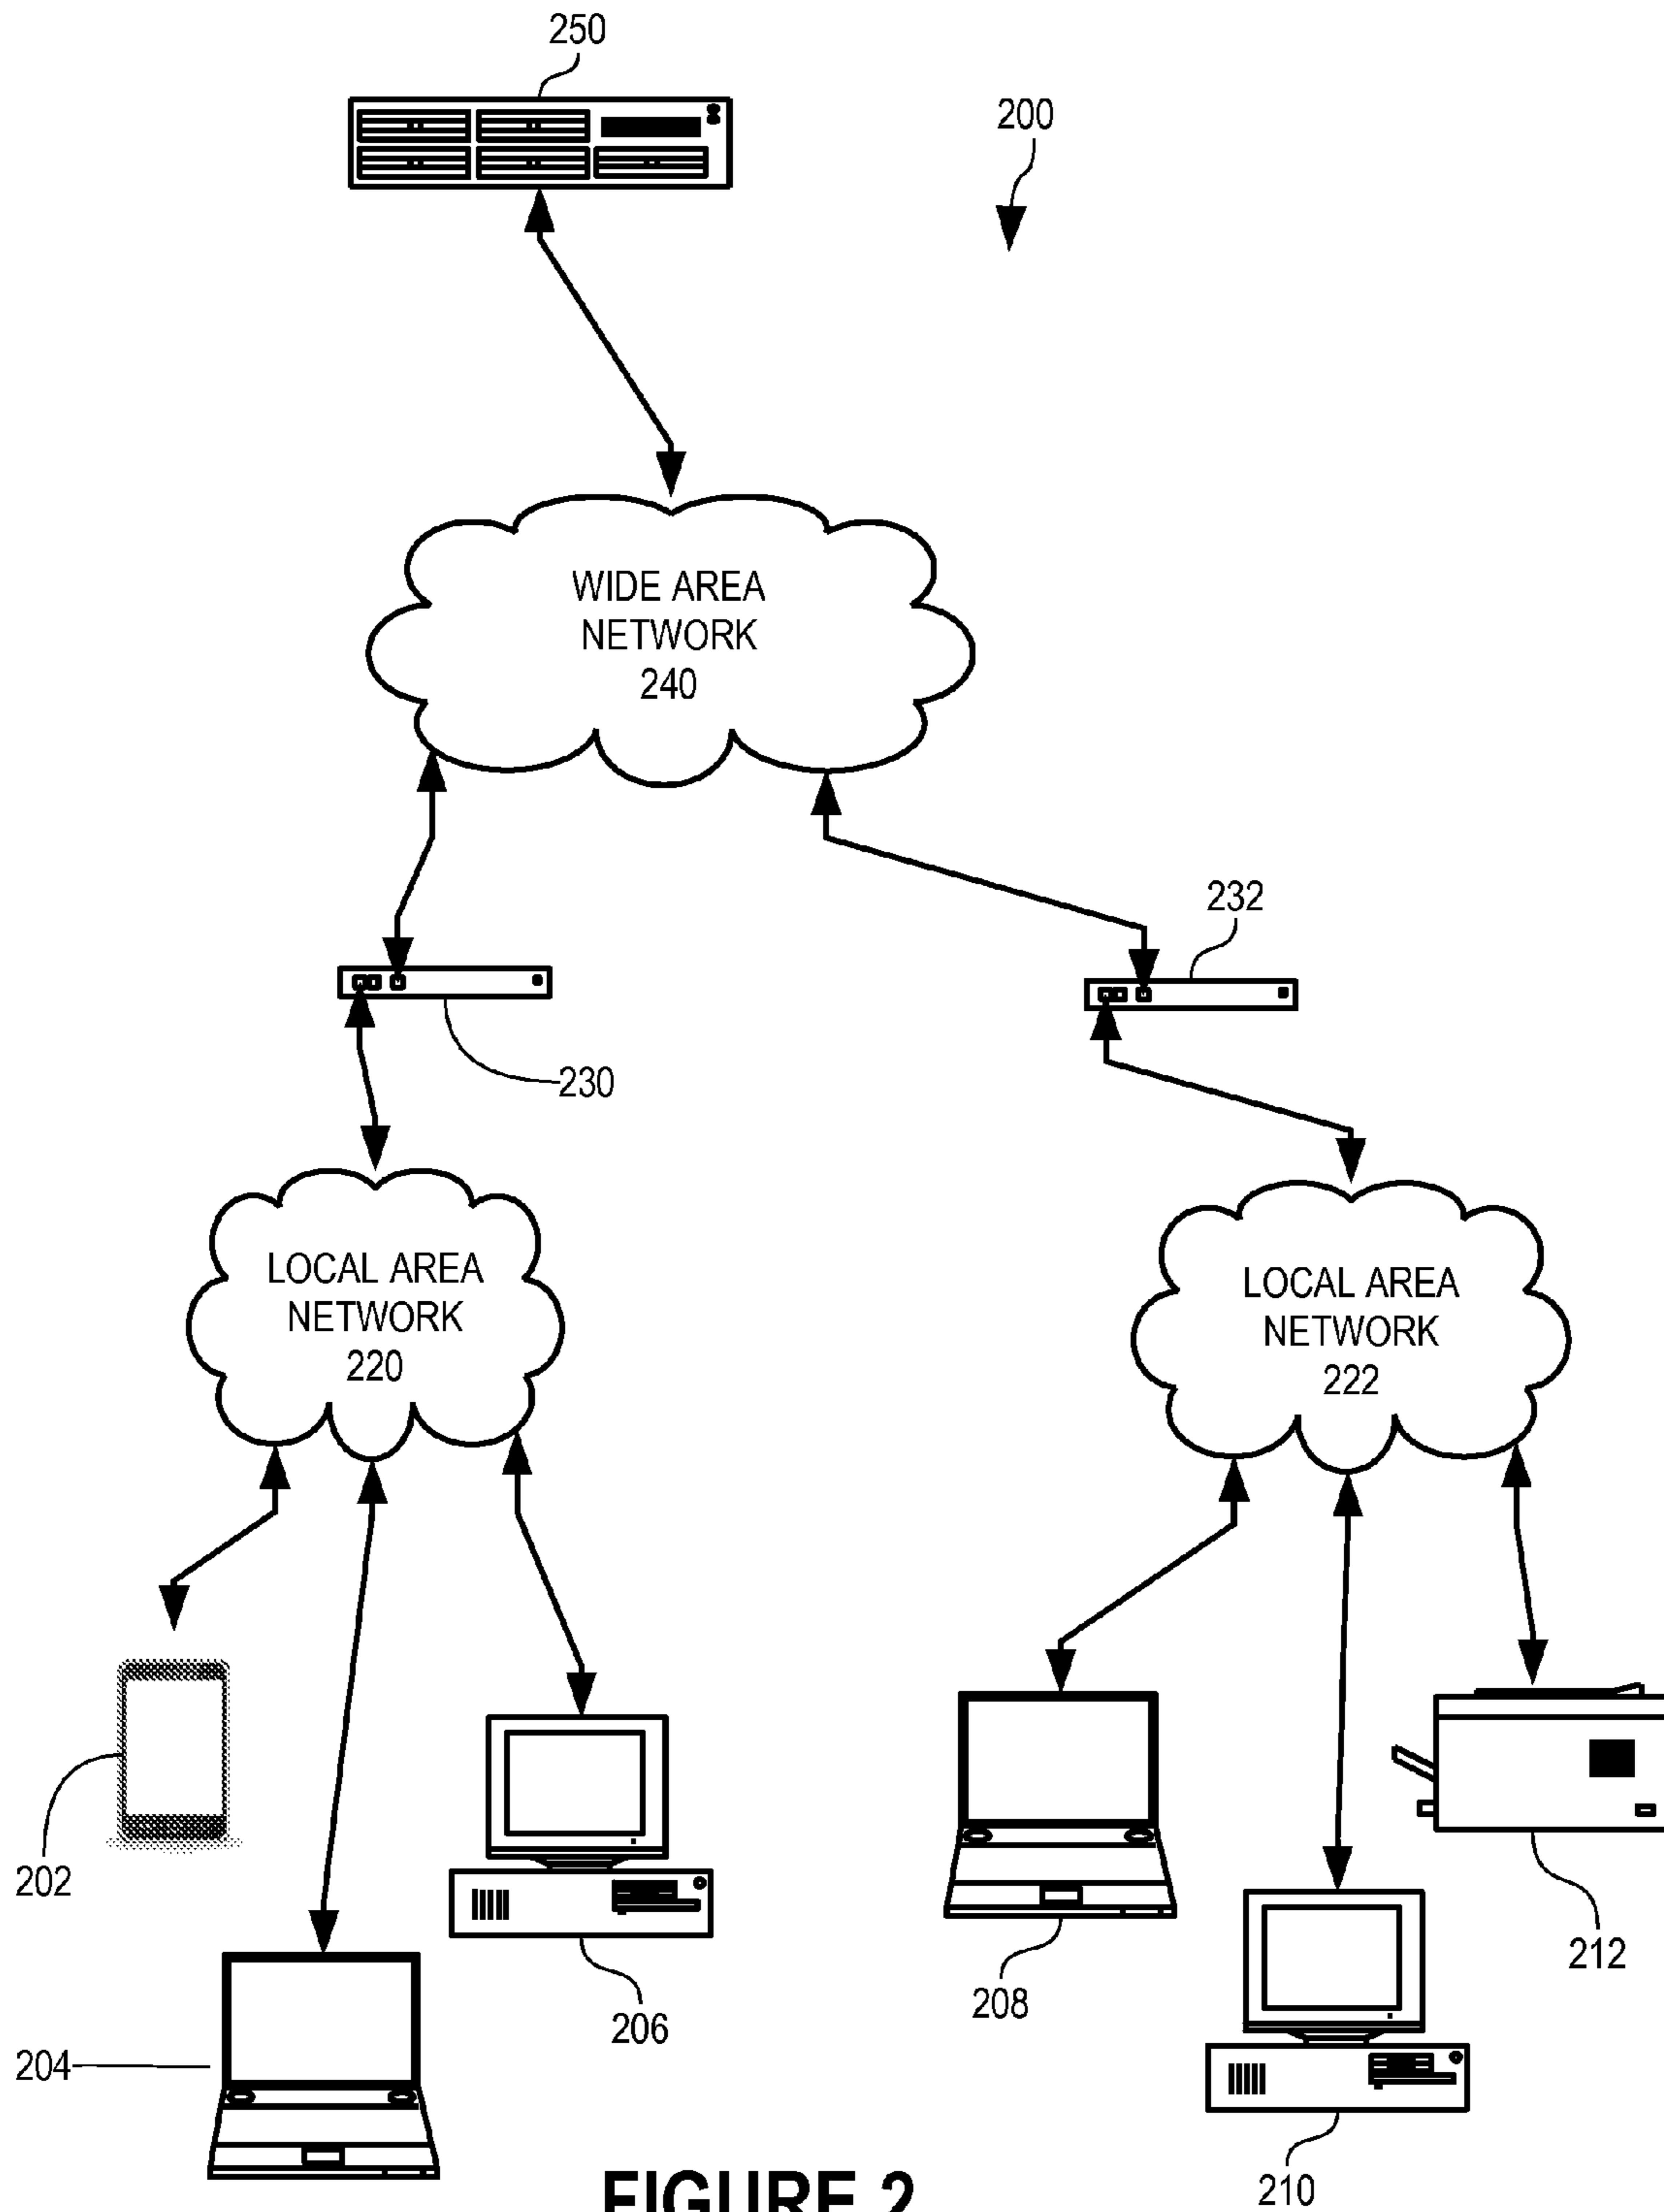 250
200
WIDE AREA
NETWORK
240
232
230
LOCAL AREA
NETWORK
220
LOCAL AREA
NETWORK
222
202
204
206
208
212
210
FIGURE 2